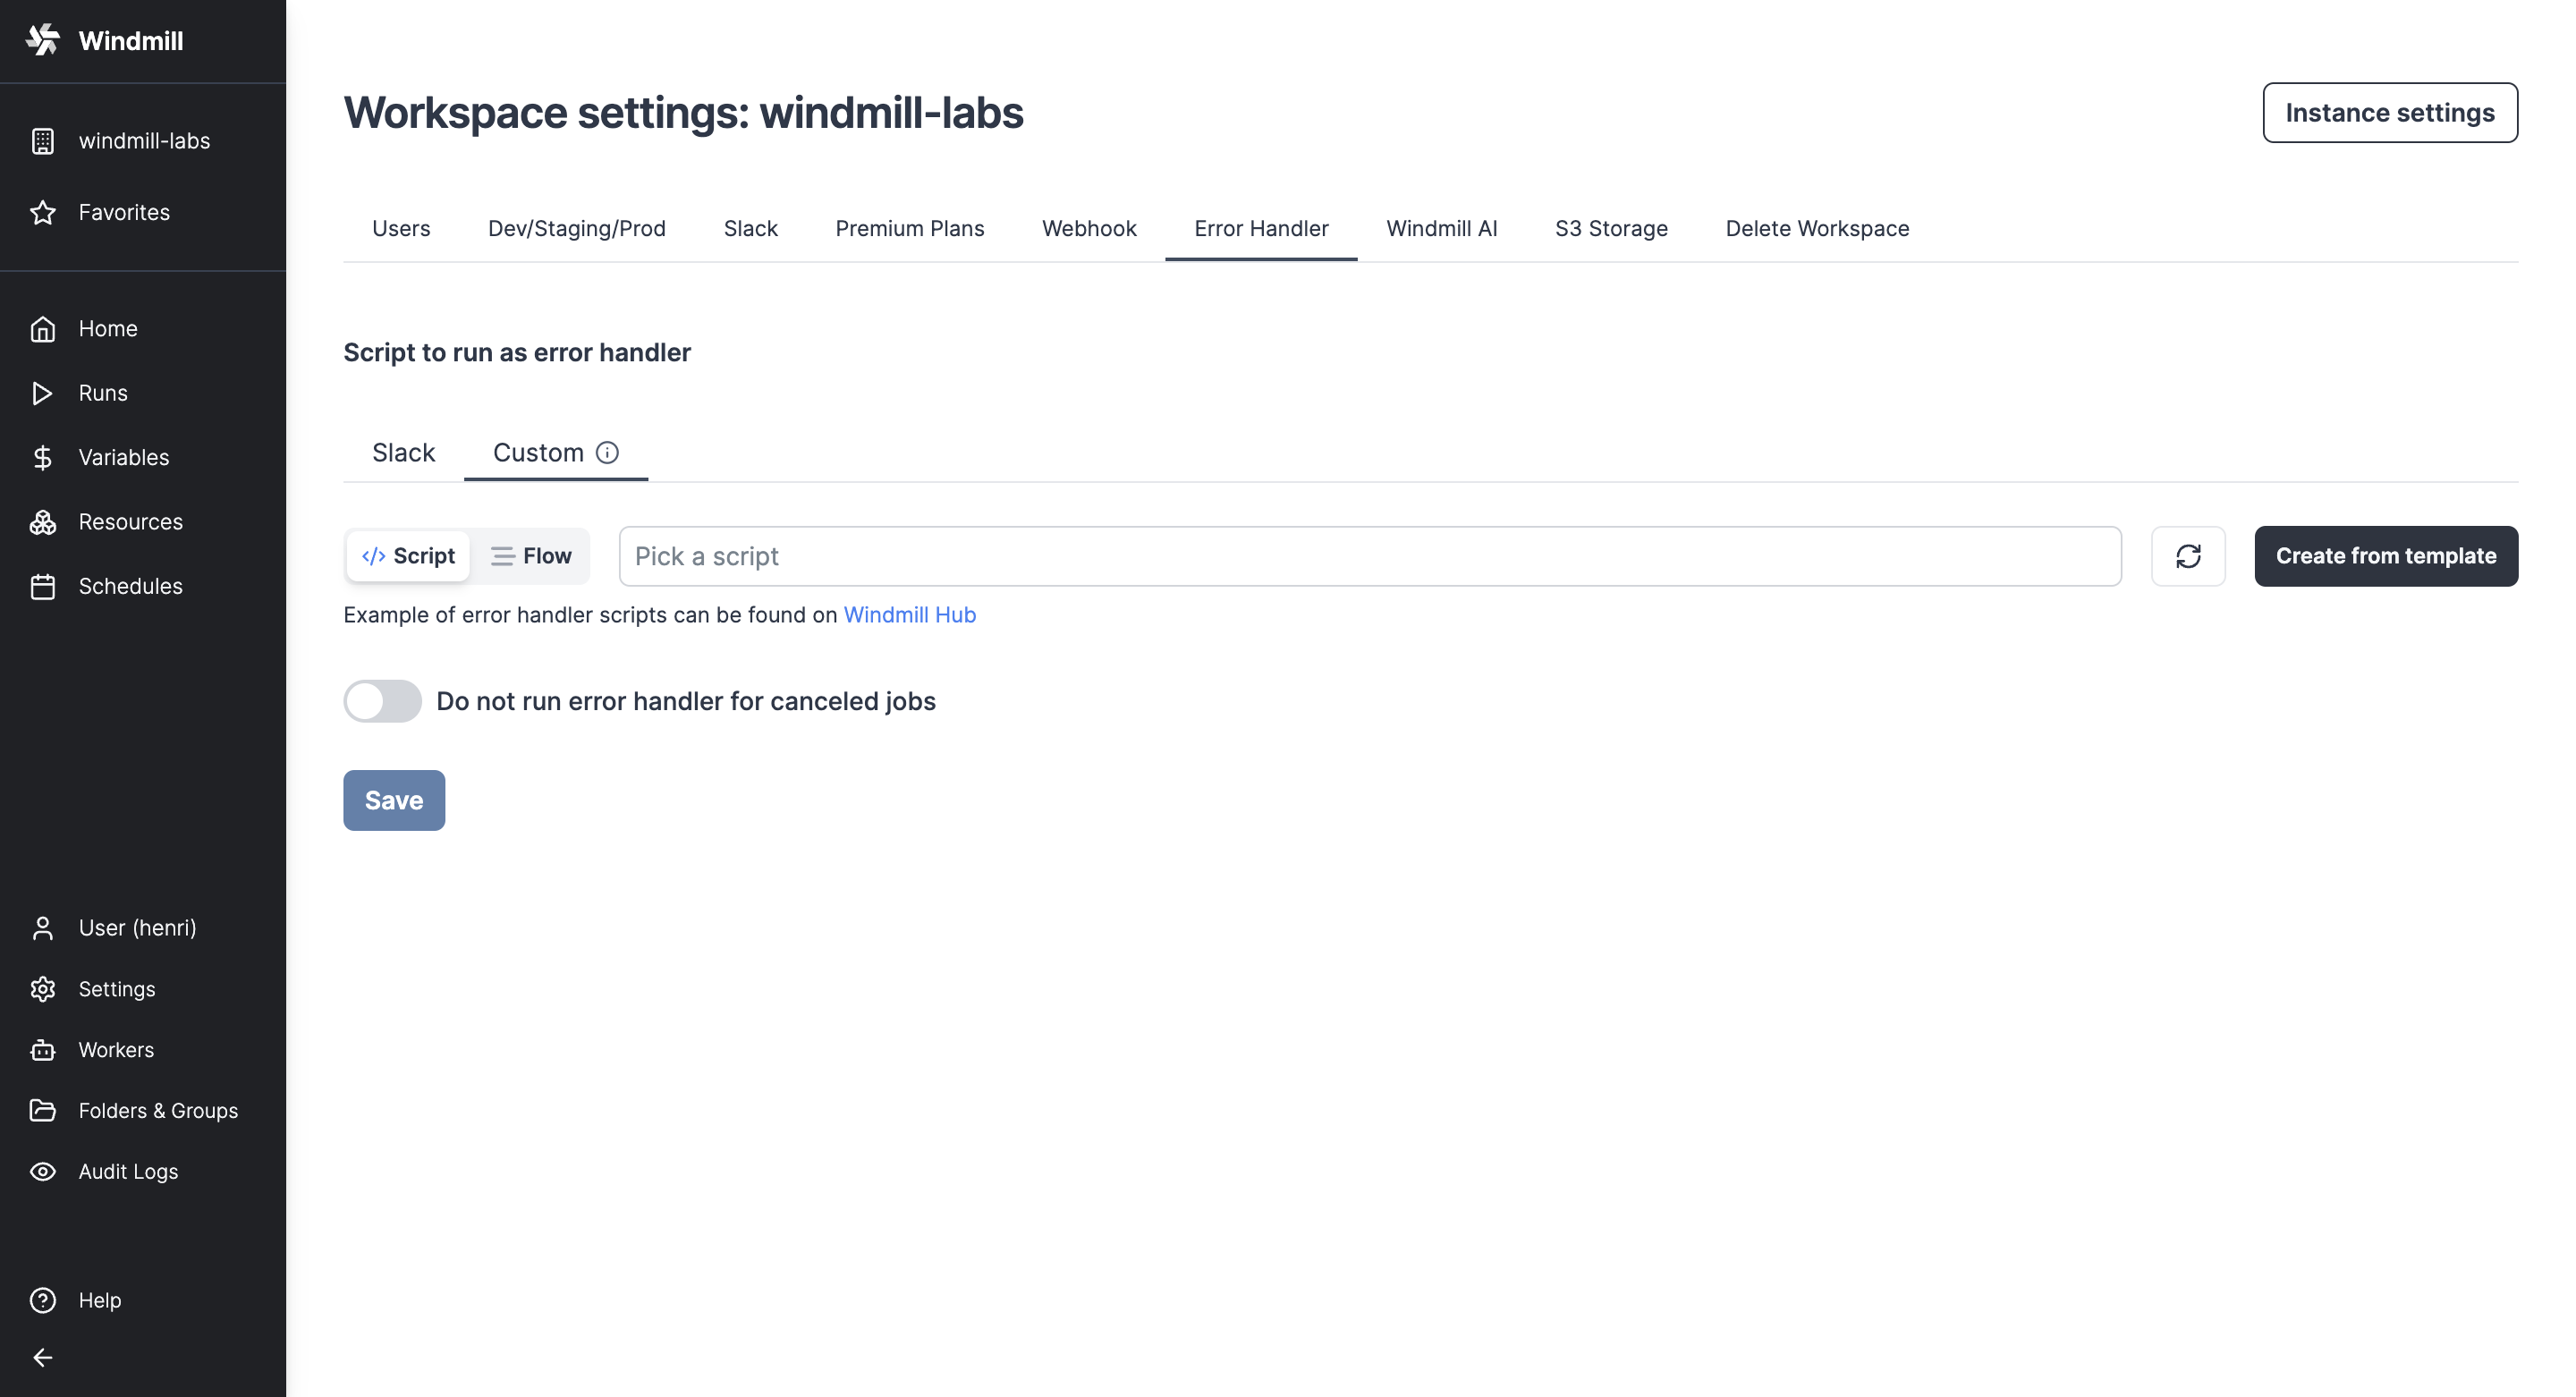 Windmill
windmill-labs
Favorites
Home
Runs
Variables
Resources
Schedules
User (henri)
Settings
Workers
Folders & Groups
Audit Logs
Help
Workspace settings: windmill-labs
Instance settings
Users Dev/Staging/Prod Slack Premium Plans Webhook Error Handler Windmill AI S3 Storage Delete Workspace
Script to run as error handler
Slack Custom
Script Flow Pick a script Create from template
Example of error handler scripts can be found on Windmill Hub
Do not run error handler for canceled jobs
Save